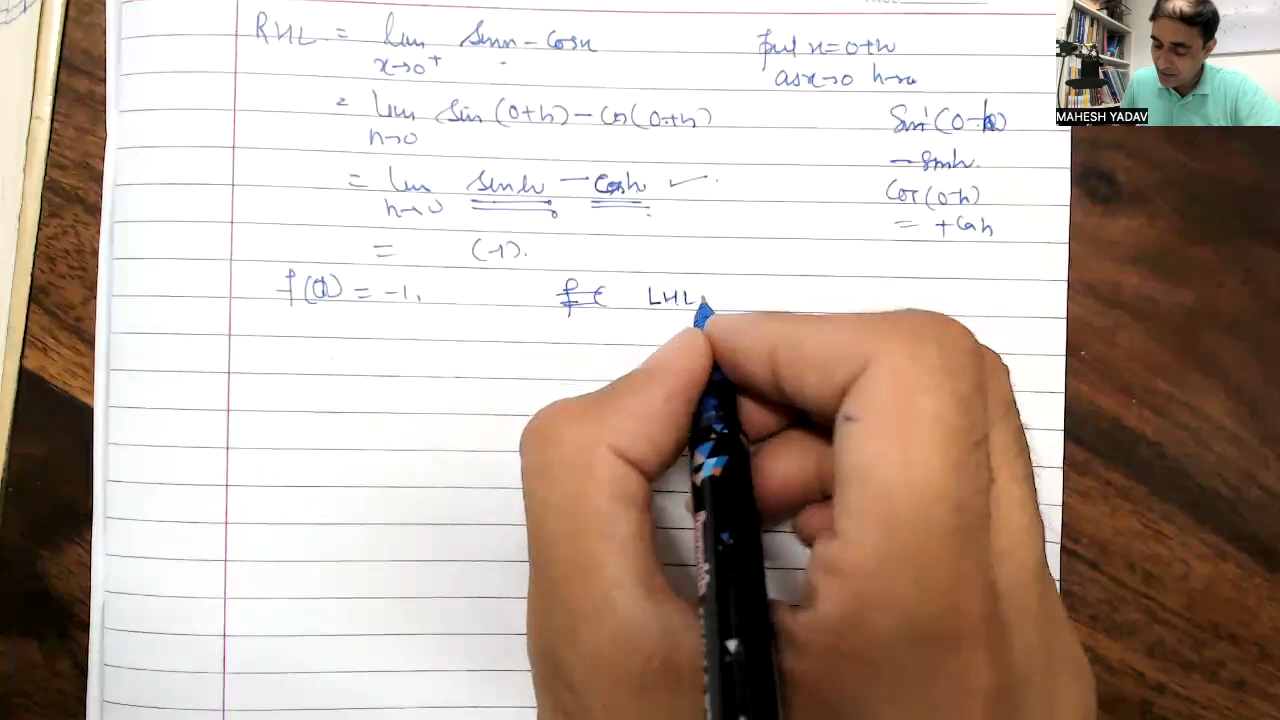 RHL = lim sinx - cosx
x→0⁺
put x = 0+h
as x→0 h→0
= lim sin(0+h) - cos(0+h)
h→0
= lim sinh - cosh ✓
h→0
= (-1).
sin(0-h)
-sinh.
cos(0-h)
= +cosh
f(0) = -1, LHL
MAHESH YADAV